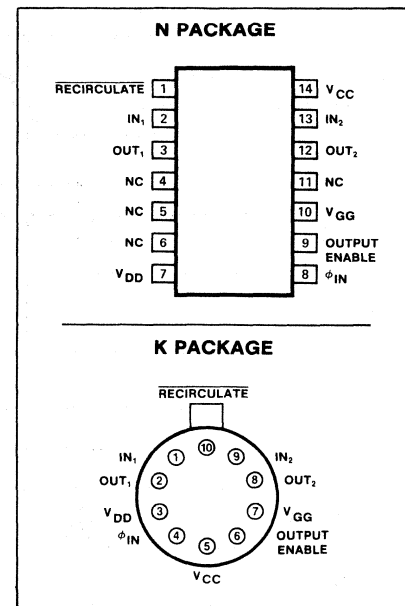 N PACKAGE
RECIRCULATE 1 14 VCC
IN1 2 13 IN2
OUT1 3 12 OUT2
NC 4 11 NC
NC 5 10 VGG
NC 6 9 OUTPUT ENABLE
VDD 7 8 ϕIN
K PACKAGE
RECIRCULATE
10
IN1 1 9 IN2
OUT1 2 8 OUT2
VDD 3 7 VGG
ϕIN 4 6 OUTPUT ENABLE
5
VCC